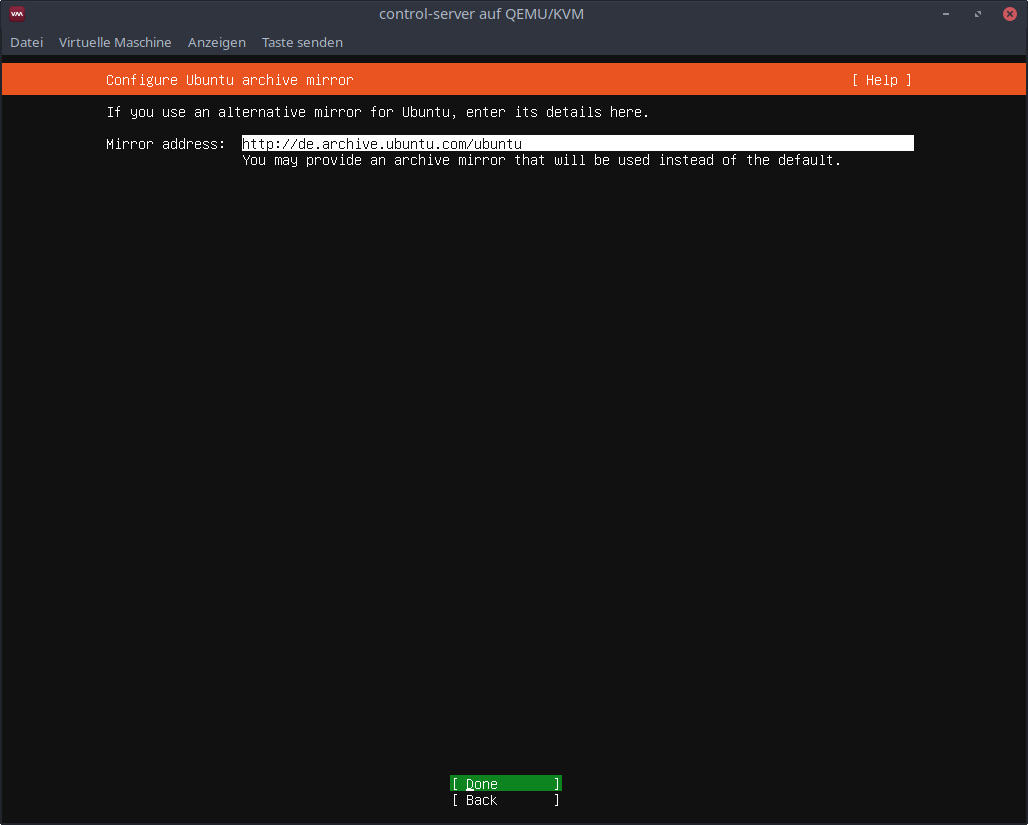 control-server auf QEMU/KVM
Datei Virtuelle Maschine Anzeigen Taste senden
Configure Ubuntu archive mirror [ Help ]
If you use an alternative mirror for Ubuntu, enter its details here.
Mirror address: http://de.archive.ubuntu.com/ubuntu
You may provide an archive mirror that will be used instead of the default.
[ Done ]
[ Back ]